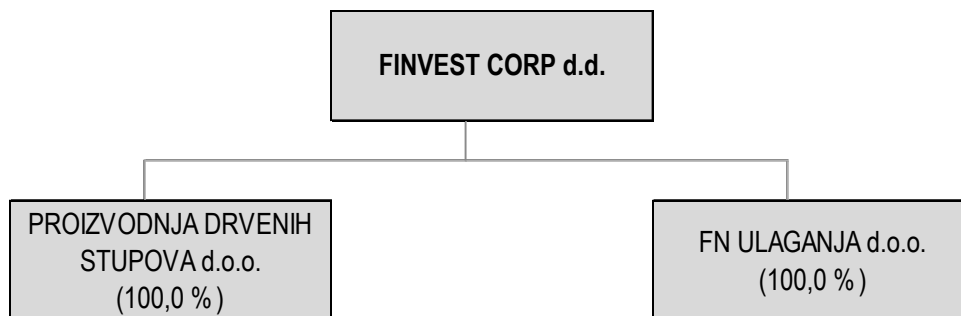 FINVEST CORP d.d.
PROIZVODNJA DRVENIH
STUPOVA d.o.o.
(100,0 %)
FN ULAGANJA d.o.o.
(100,0 %)